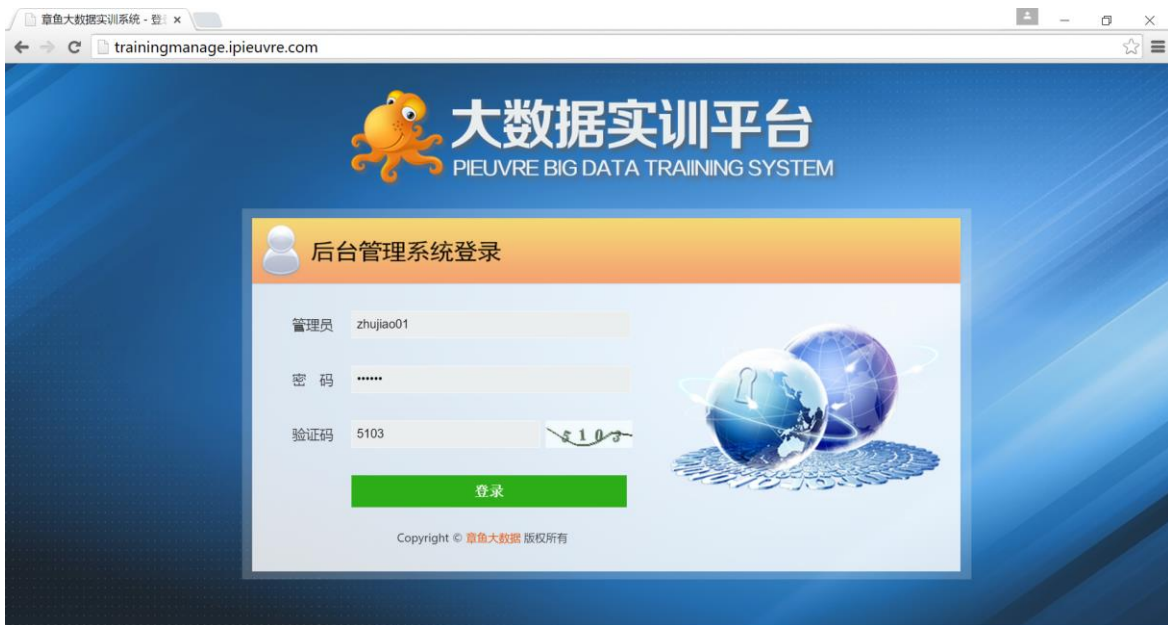 章鱼大数据实训系统 - 登
trainingmanage.ipieuvre.com
大数据实训平台
PIEUVRE BIG DATA TRAIINING SYSTEM
后台管理系统登录
管理员 zhujiao01
密 码 ••••••
验证码 5103 5103
登录
Copyright © 章鱼大数据 版权所有